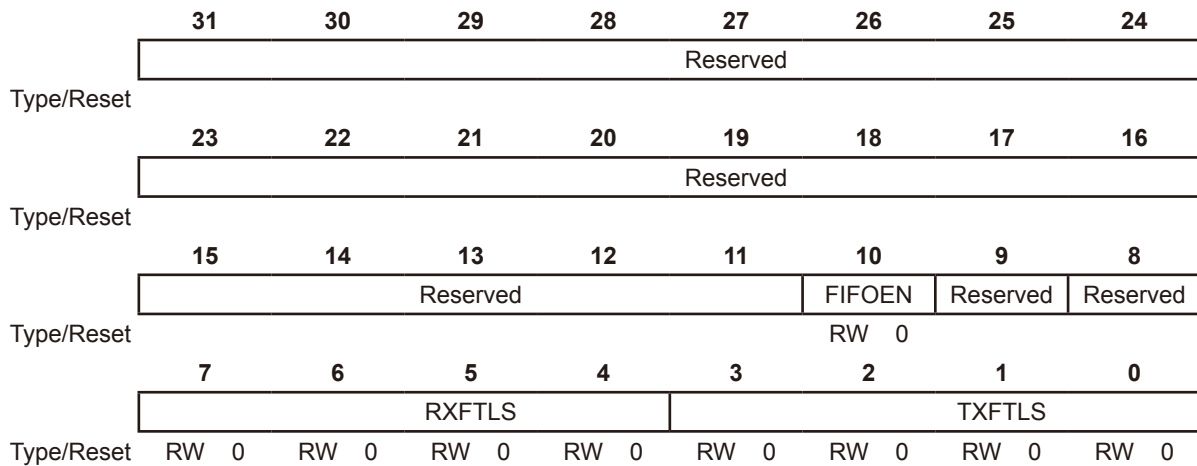 31 30 29 28 27 26 25 24
Reserved
Type/Reset
23 22 21 20 19 18 17 16
Reserved
Type/Reset
15 14 13 12 11 10 9 8
Reserved FIFOEN Reserved Reserved
Type/Reset RW 0
7 6 5 4 3 2 1 0
RXFTLS TXFTLS
Type/Reset RW 0 RW 0 RW 0 RW 0 RW 0 RW 0 RW 0 RW 0